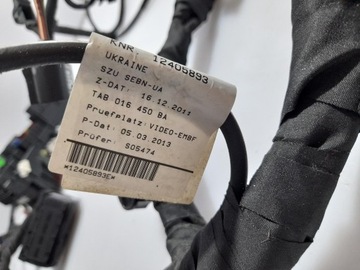 KNR. 12405893
UKRAINE
SZU SEBN-UA
Z-DAT. 16.12.2011
TAB 016 450 BA
Pruefplatz: VIDEO-EMBF
P-Dat: 05.03.2013
Prüfer: S05474
*12405893E*